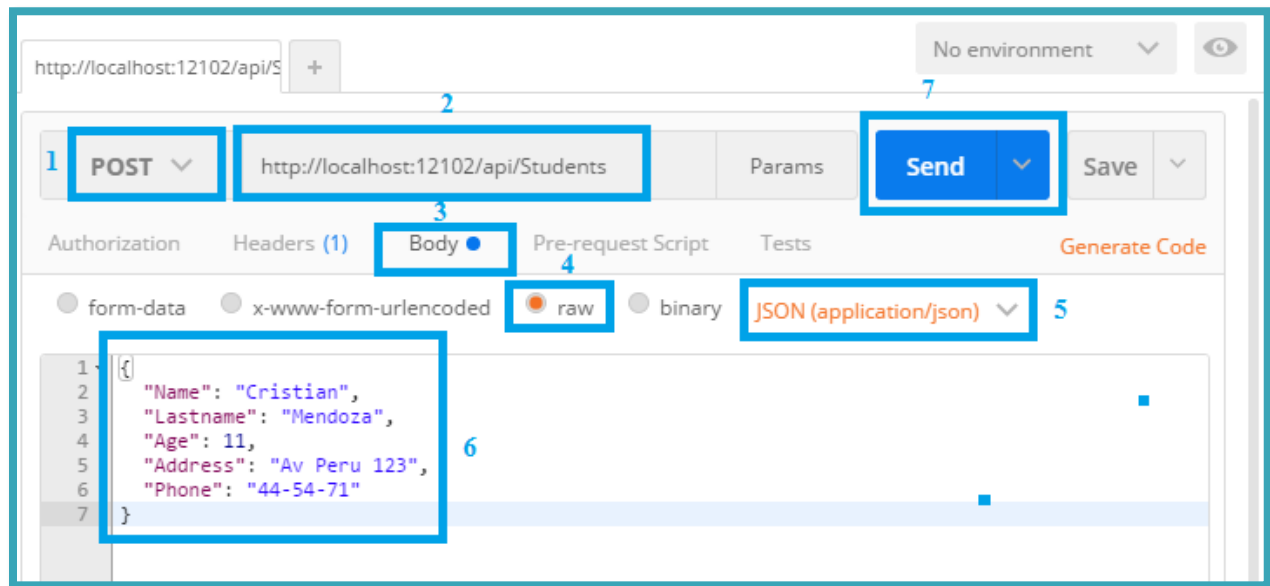 No environment
http://localhost:12102/api/S +
7
2
1 POST http://localhost:12102/api/Students Params Send Save
3
Authorization Headers (1) Body Pre-request Script Tests Generate Code
4
form-data x-www-form-urlencoded raw binary JSON (application/json) 5
1 {
2 "Name": "Cristian",
3 "Lastname": "Mendoza",
4 "Age": 11,
6
5 "Address": "Av Peru 123",
6 "Phone": "44-54-71"
7 }